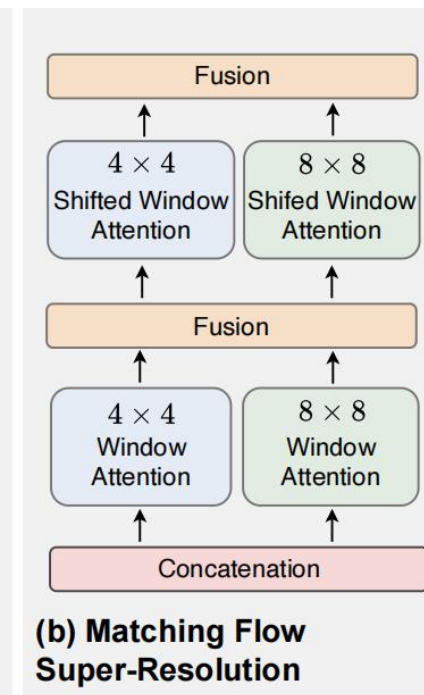 Fusion
4 × 4
Shifted Window
Attention
8 × 8
Shifed Window
Attention
Fusion
4 × 4
Window
Attention
8 × 8
Window
Attention
Concatenation
(b) Matching Flow
Super-Resolution